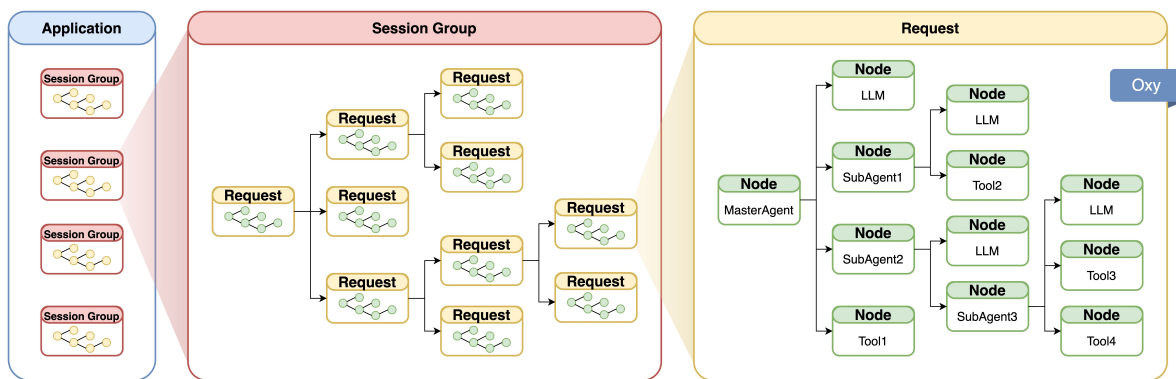 Application
Session Group
Session Group
Session Group
Session Group
Session Group
Request
Request
Request
Request
Request
Request
Request
Request
Request
Request
Request
Node
MasterAgent
Node
LLM
Node
SubAgent1
Node
SubAgent2
Node
Tool1
Node
LLM
Node
Tool2
Node
LLM
Node
SubAgent3
Node
LLM
Node
Tool3
Node
Tool4
Oxy